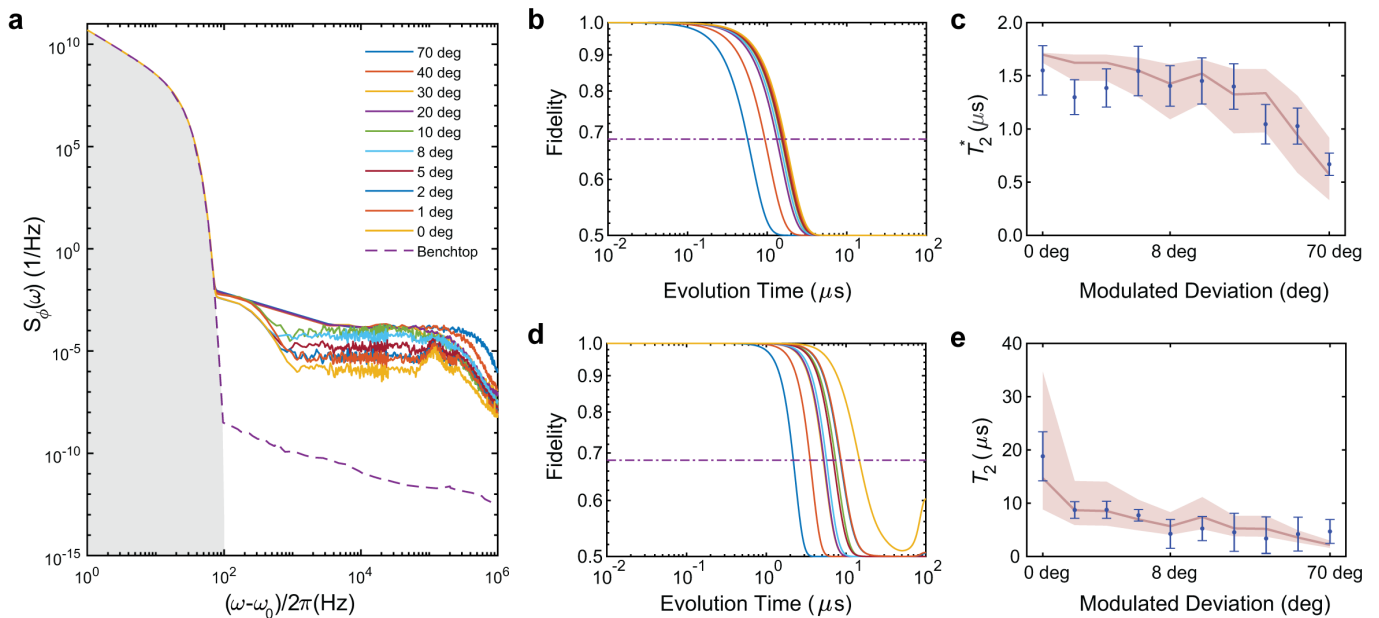 a
10^10
10^5
10^0
10^-5
10^-10
10^-15
S_ϕ(ω) (1/Hz)
70 deg
40 deg
30 deg
20 deg
10 deg
8 deg
5 deg
2 deg
1 deg
0 deg
Benchtop
10^0
10^2
10^4
10^6
(ω-ω_0)/2π(Hz)
b
1.0
0.9
0.8
0.7
0.6
0.5
Fidelity
10^-2
10^-1
10^0
10^1
10^2
Evolution Time (μs)
c
2.0
1.5
1.0
0.5
0.0
T_2^* (μs)
0 deg
8 deg
70 deg
Modulated Deviation (deg)
d
1.0
0.9
0.8
0.7
0.6
0.5
Fidelity
10^-2
10^-1
10^0
10^1
10^2
Evolution Time (μs)
e
40
30
20
10
0
T_2 (μs)
0 deg
8 deg
70 deg
Modulated Deviation (deg)